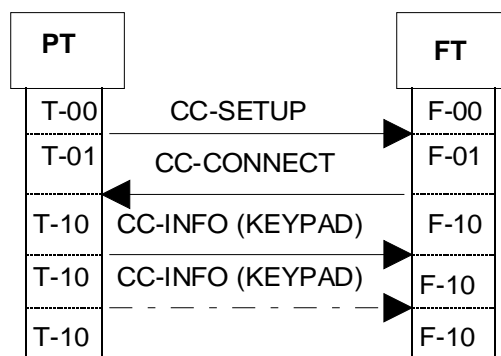 PT FT
T-00 CC-SETUP F-00
T-01 CC-CONNECT F-01
T-10 CC-INFO (KEYPAD) F-10
T-10 CC-INFO (KEYPAD) F-10
T-10 F-10